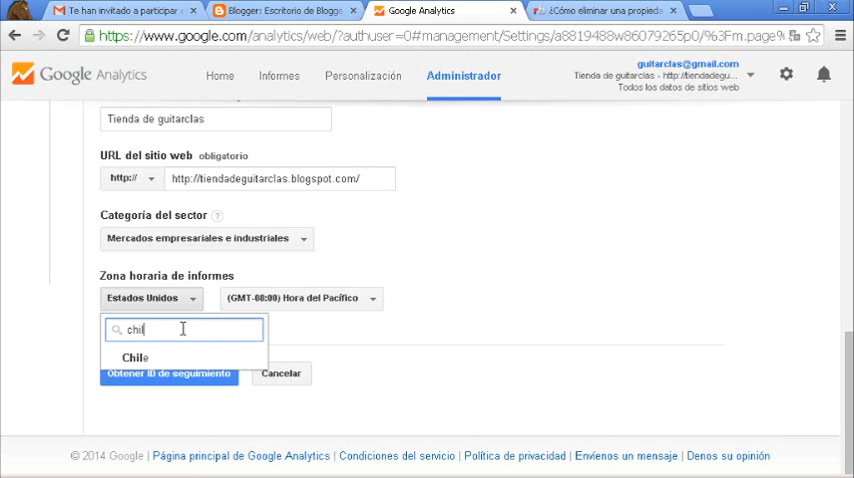 Te han invitado a participar
Blogger: Escritorio de Blogge
Google Analytics
¿Cómo eliminar una propieda
https://www.google.com/analytics/web/?authuser=0#management/Settings/a8819488w86079265p0/%3Fm.page%
Google Analytics
Home
Informes
Personalización
Administrador
guitarclas@gmail.com
Tienda de guitarclas - http://tiendadegu...
Todos los datos de sitios web
Tienda de guitarclas
URL del sitio web obligatorio
http:// http://tiendadeguitarclas.blogspot.com/
Categoría del sector ?
Mercados empresariales e industriales
Zona horaria de informes
Estados Unidos (GMT-08:00) Hora del Pacífico
chil
Chile
Obtener ID de seguimiento Cancelar
© 2014 Google | Página principal de Google Analytics | Condiciones del servicio | Política de privacidad | Envíenos un mensaje | Denos su opinión